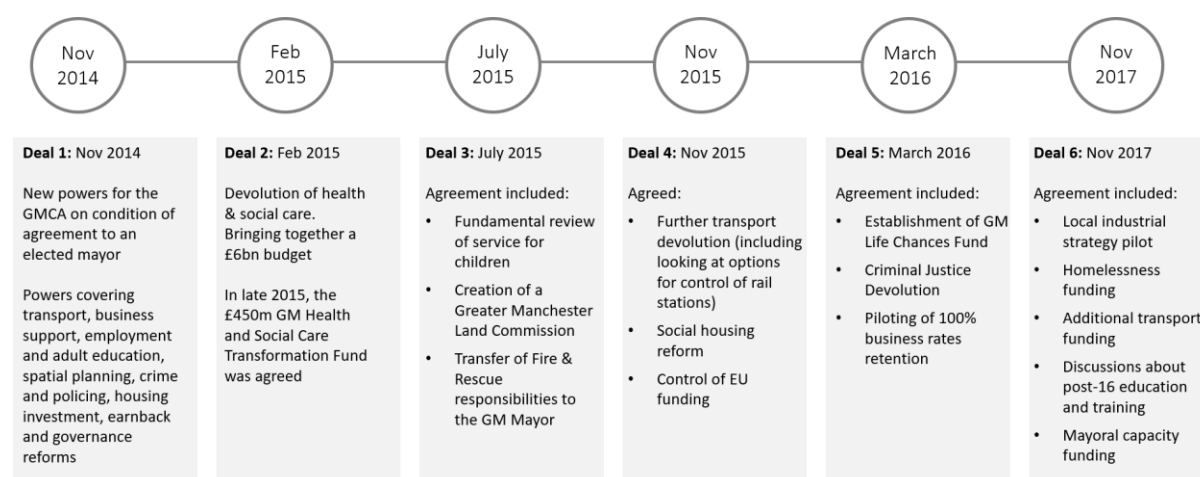 Nov
2014
Feb
2015
July
2015
Nov
2015
March
2016
Nov
2017
Deal 1: Nov 2014
New powers for the
GMCA on condition of
agreement to an
elected mayor
Powers covering
transport, business
support, employment
and adult education,
spatial planning, crime
and policing, housing
investment, earnback
and governance
reforms
Deal 2: Feb 2015
Devolution of health
& social care.
Bringing together a
£6bn budget
In late 2015, the
£450m GM Health
and Social Care
Transformation Fund
was agreed
Deal 3: July 2015
Agreement included:
• Fundamental review
of service for
children
• Creation of a
Greater Manchester
Land Commission
• Transfer of Fire &
Rescue
responsibilities to
the GM Mayor
Deal 4: Nov 2015
Agreed:
• Further transport
devolution (including
looking at options
for control of rail
stations)
• Social housing
reform
• Control of EU
funding
Deal 5: March 2016
Agreement included:
• Establishment of GM
Life Chances Fund
• Criminal Justice
Devolution
• Piloting of 100%
business rates
retention
Deal 6: Nov 2017
Agreement included:
• Local industrial
strategy pilot
• Homelessness
funding
• Additional transport
funding
• Discussions about
post-16 education
and training
• Mayoral capacity
funding